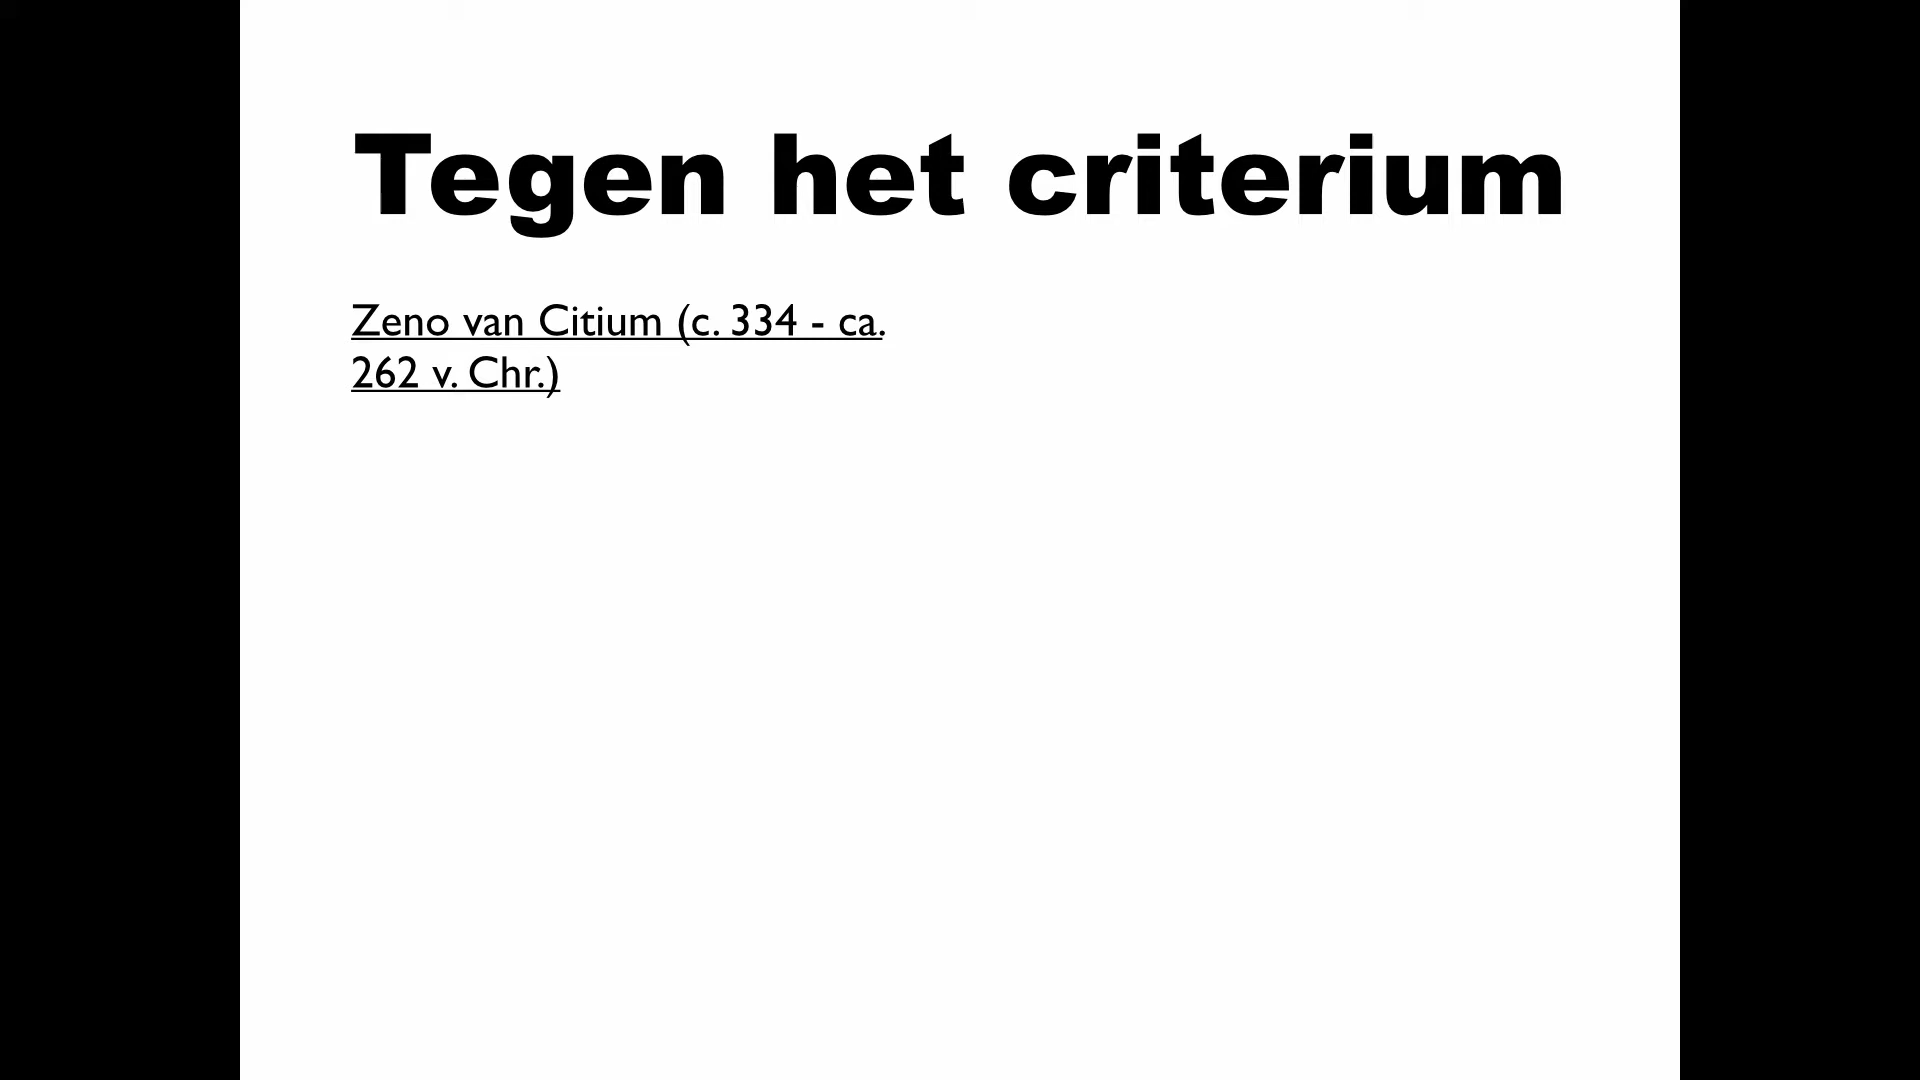 Tegen het criterium
Zeno van Citium (c. 334 - ca.
262 v. Chr.)